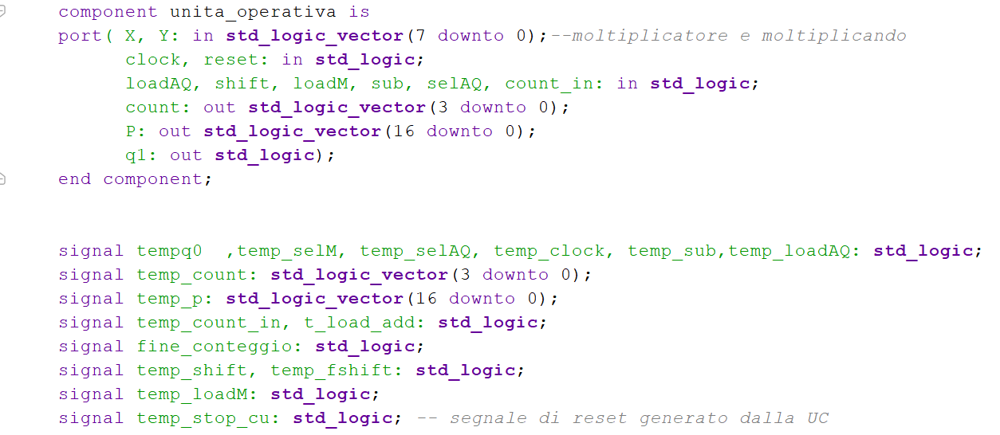 component unita_operativa is
port( X, Y: in std_logic_vector(7 downto 0);--moltiplicatore e moltiplicando
clock, reset: in std_logic;
loadAQ, shift, loadM, sub, selAQ, count_in: in std_logic;
count: out std_logic_vector(3 downto 0);
P: out std_logic_vector(16 downto 0);
q1: out std_logic);
end component;
signal tempq0  ,temp_selM, temp_selAQ, temp_clock, temp_sub,temp_loadAQ: std_logic;
signal temp_count: std_logic_vector(3 downto 0);
signal temp_p: std_logic_vector(16 downto 0);
signal temp_count_in, t_load_add: std_logic;
signal fine_conteggio: std_logic;
signal temp_shift, temp_fshift: std_logic;
signal temp_loadM: std_logic;
signal temp_stop_cu: std_logic; -- segnale di reset generato dalla UC